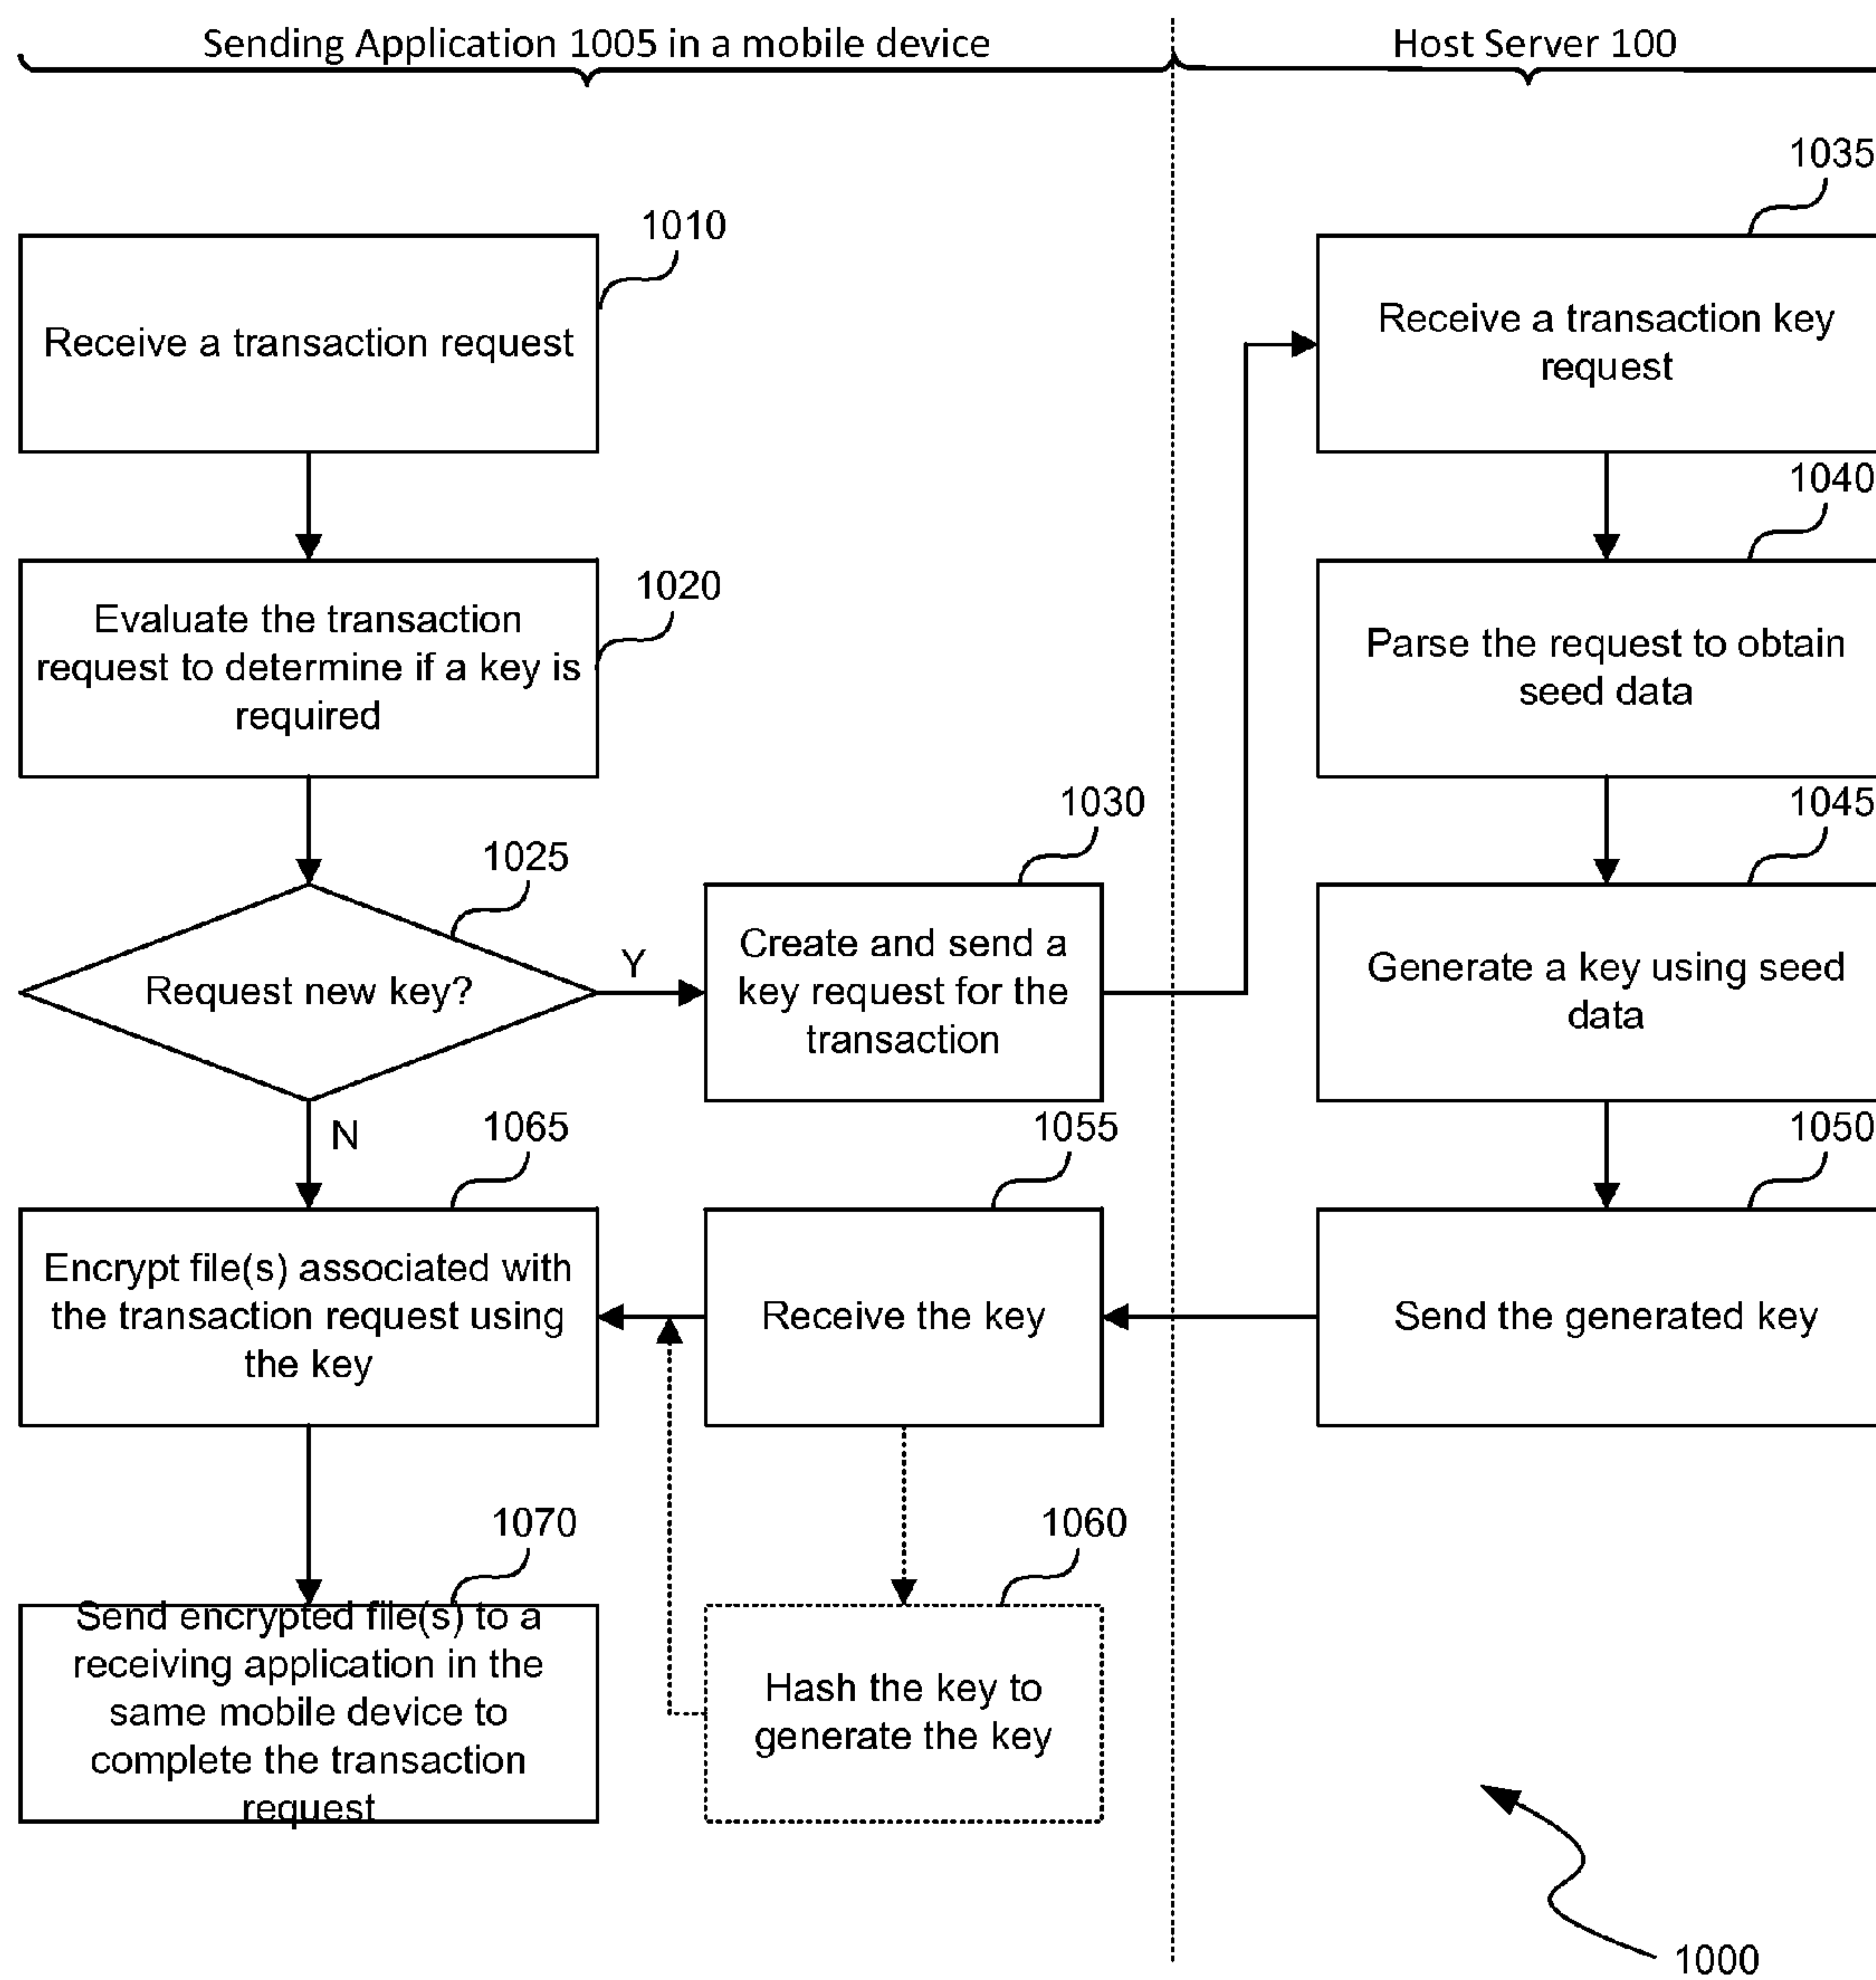 Sending Application 1005 in a mobile device
Host Server 100
1010
Receive a transaction request
1020
Evaluate the transaction
request to determine if a key is
required
1025
Request new key?
Y
N
1030
Create and send a
key request for the
transaction
1035
Receive a transaction key
request
1040
Parse the request to obtain
seed data
1045
Generate a key using seed
data
1050
Send the generated key
1055
Receive the key
1060
Hash the key to
generate the key
1065
Encrypt file(s) associated with
the transaction request using
the key
1070
Send encrypted file(s) to a
receiving application in the
same mobile device to
complete the transaction
request
1000